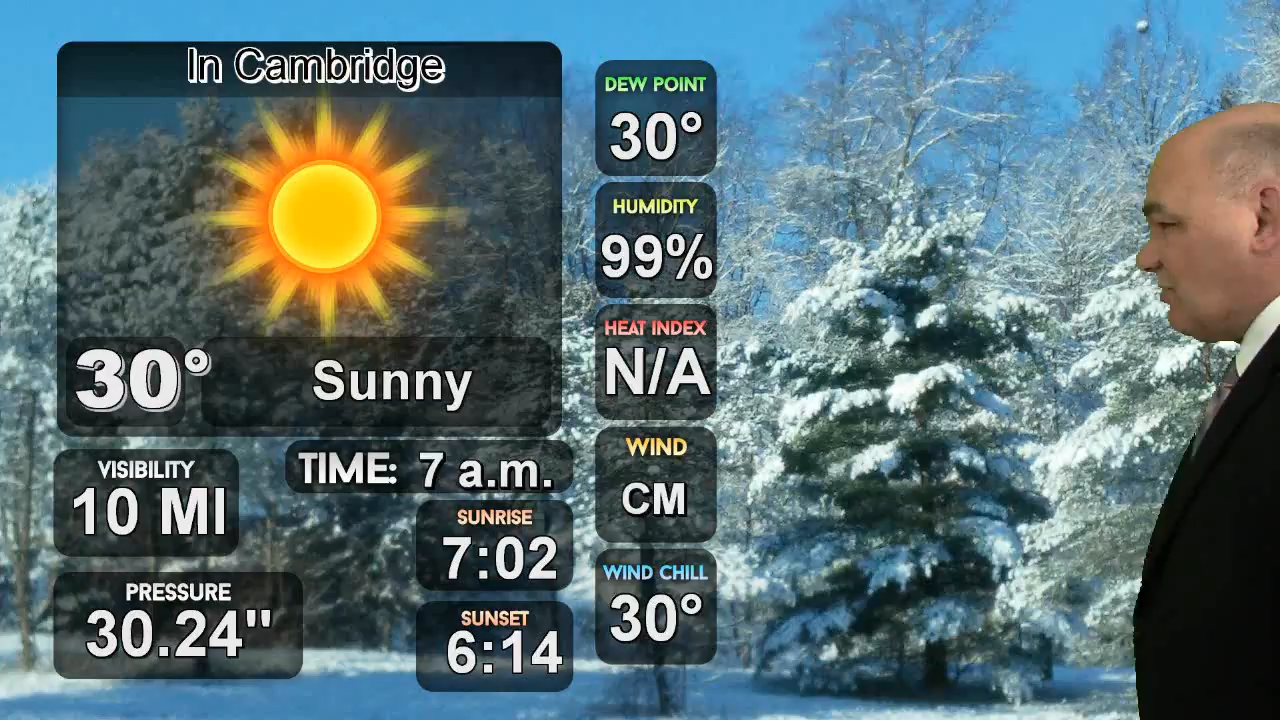 In Cambridge
30°
Sunny
VISIBILITY
10 MI
PRESSURE
30.24"
TIME: 7 a.m.
SUNRISE
7:02
SUNSET
6:14
DEW POINT
30°
HUMIDITY
99%
HEAT INDEX
N/A
WIND
CM
WIND CHILL
30°